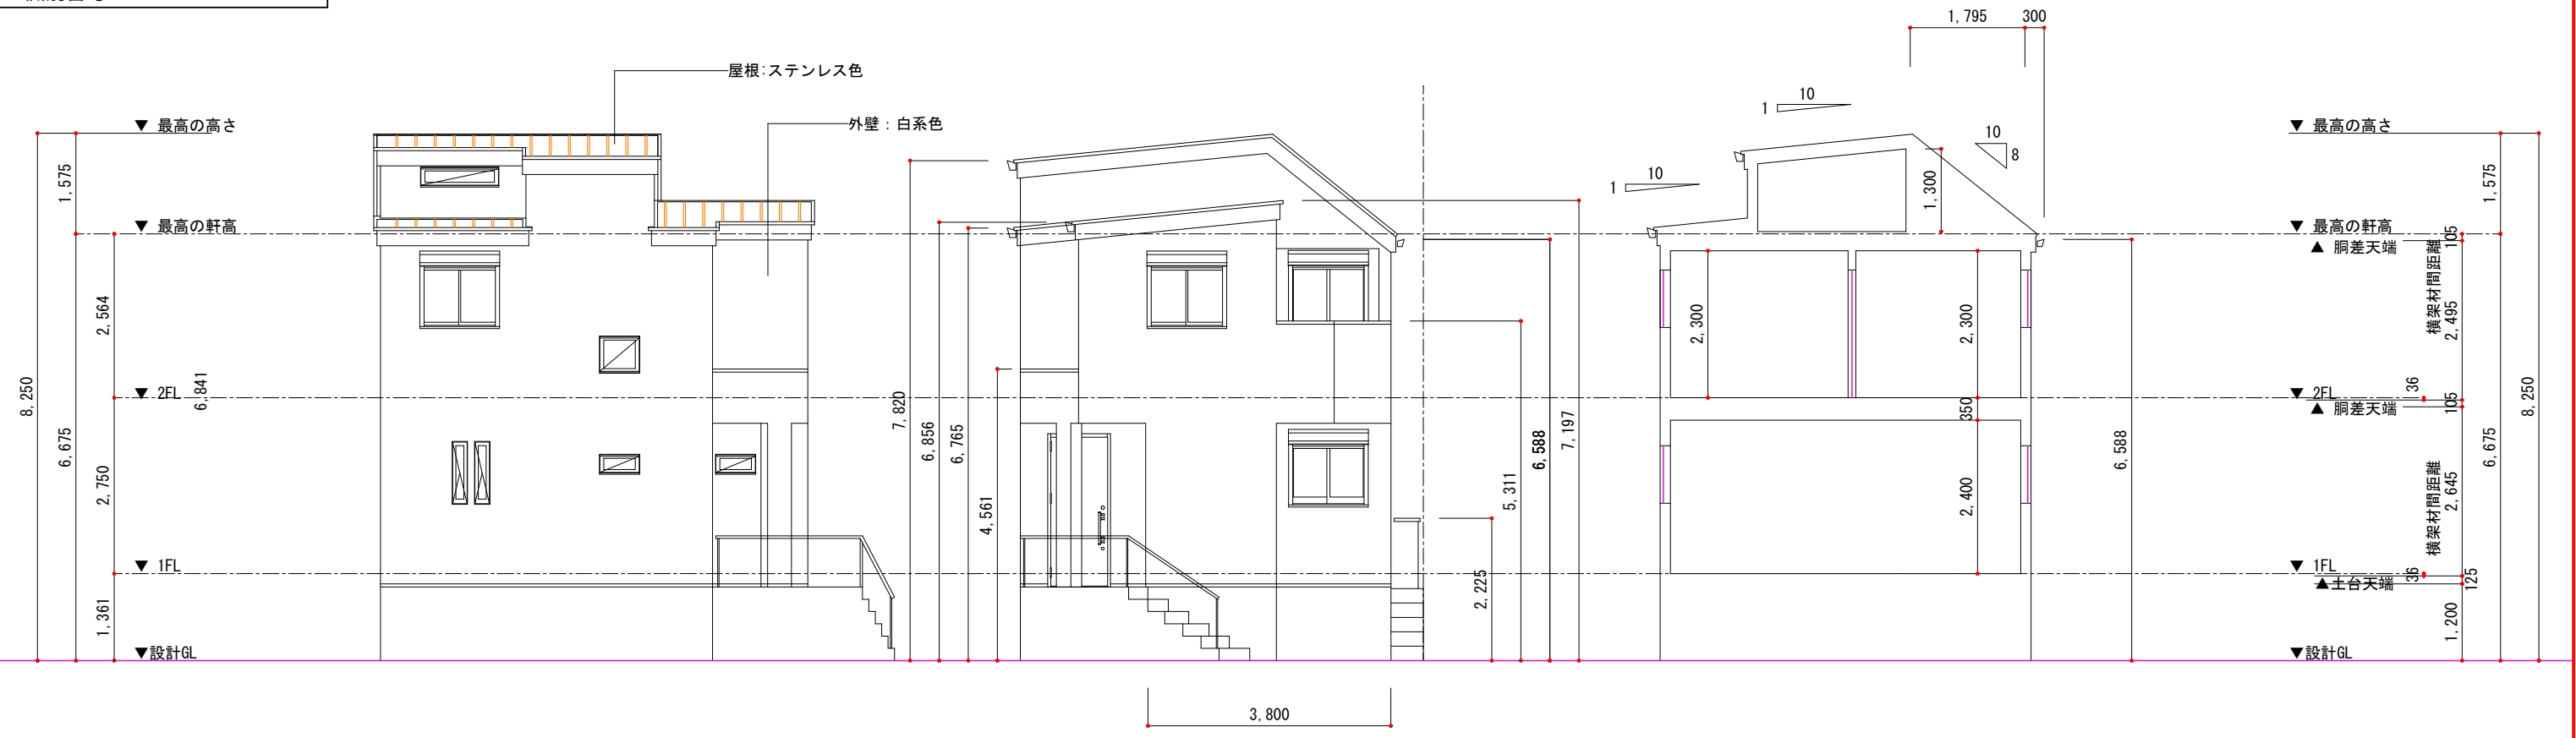 屋根:ステンレス色
外壁：白系色
▼ 最高の高さ
▼ 最高の軒高
▼ 2FL
▼ 1FL
▼設計GL
8,250
1,575
6,675
2,564
2,750
1,361
6,841
7,820
6,856
6,765
4,561
2,225
5,311
6,588
7,197
3,800
1,795
300
10
1
10
1
10
8
1,300
2,300
2,300
350
2,400
6,588
▼ 最高の高さ
▼ 最高の軒高
▲ 胴差天端
▼ 2FL
▲ 胴差天端
▼ 1FL
▲土台天端
▼設計GL
105
横架材間距離
2,495
36
105
横架材間距離
2,645
36
125
1,200
1,575
6,675
8,250